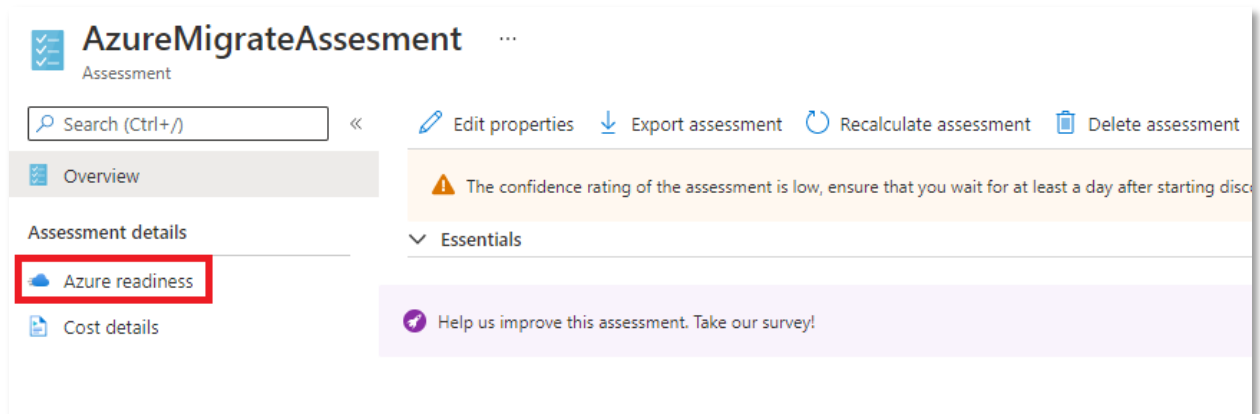 AzureMigrateAssesment ...
Assessment
Search (Ctrl+/)
«
Edit properties
Export assessment
Recalculate assessment
Delete assessment
Overview
The confidence rating of the assessment is low, ensure that you wait for at least a day after starting
Assessment details
Essentials
Azure readiness
Cost details
Help us improve this assessment. Take our survey!